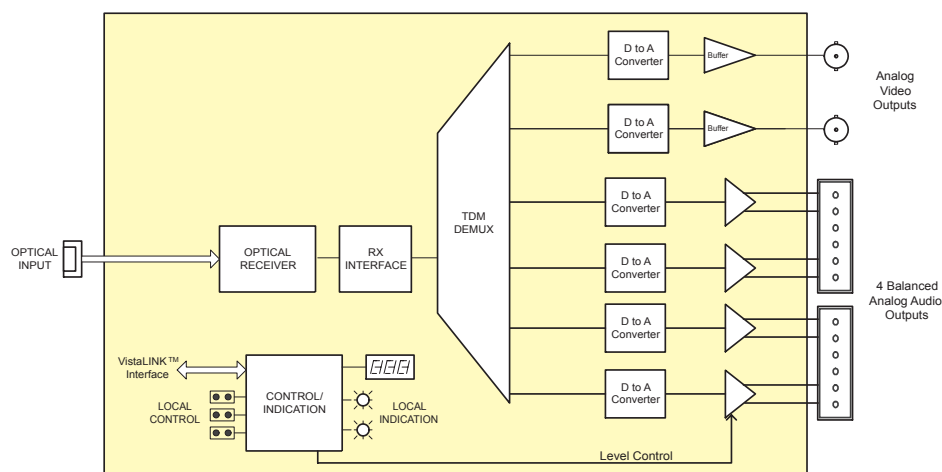 D to A
Converter
Buffer
Analog
Video
Outputs
D to A
Converter
Buffer
D to A
Converter
TDM
DEMUX
OPTICAL
INPUT
OPTICAL
RECEIVER
RX
INTERFACE
D to A
Converter
4 Balanced
Analog Audio
Outputs
D to A
Converter
VistaLINK™
Interface
CONTROL/
INDICATION
LOCAL
CONTROL
LOCAL
INDICATION
D to A
Converter
Level Control